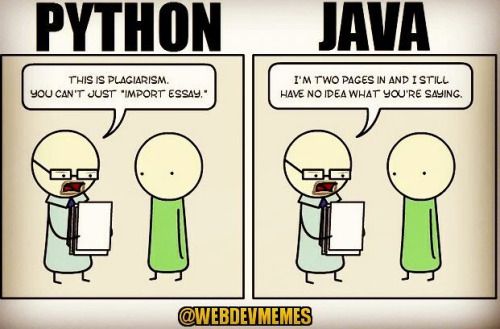 PYTHON
JAVA
THIS IS PLAGIARISM.
YOU CAN'T JUST "IMPORT ESSAY."
I'M TWO PAGES IN AND I STILL
HAVE NO IDEA WHAT YOU'RE SAYING.
@WEBDEVMEMES